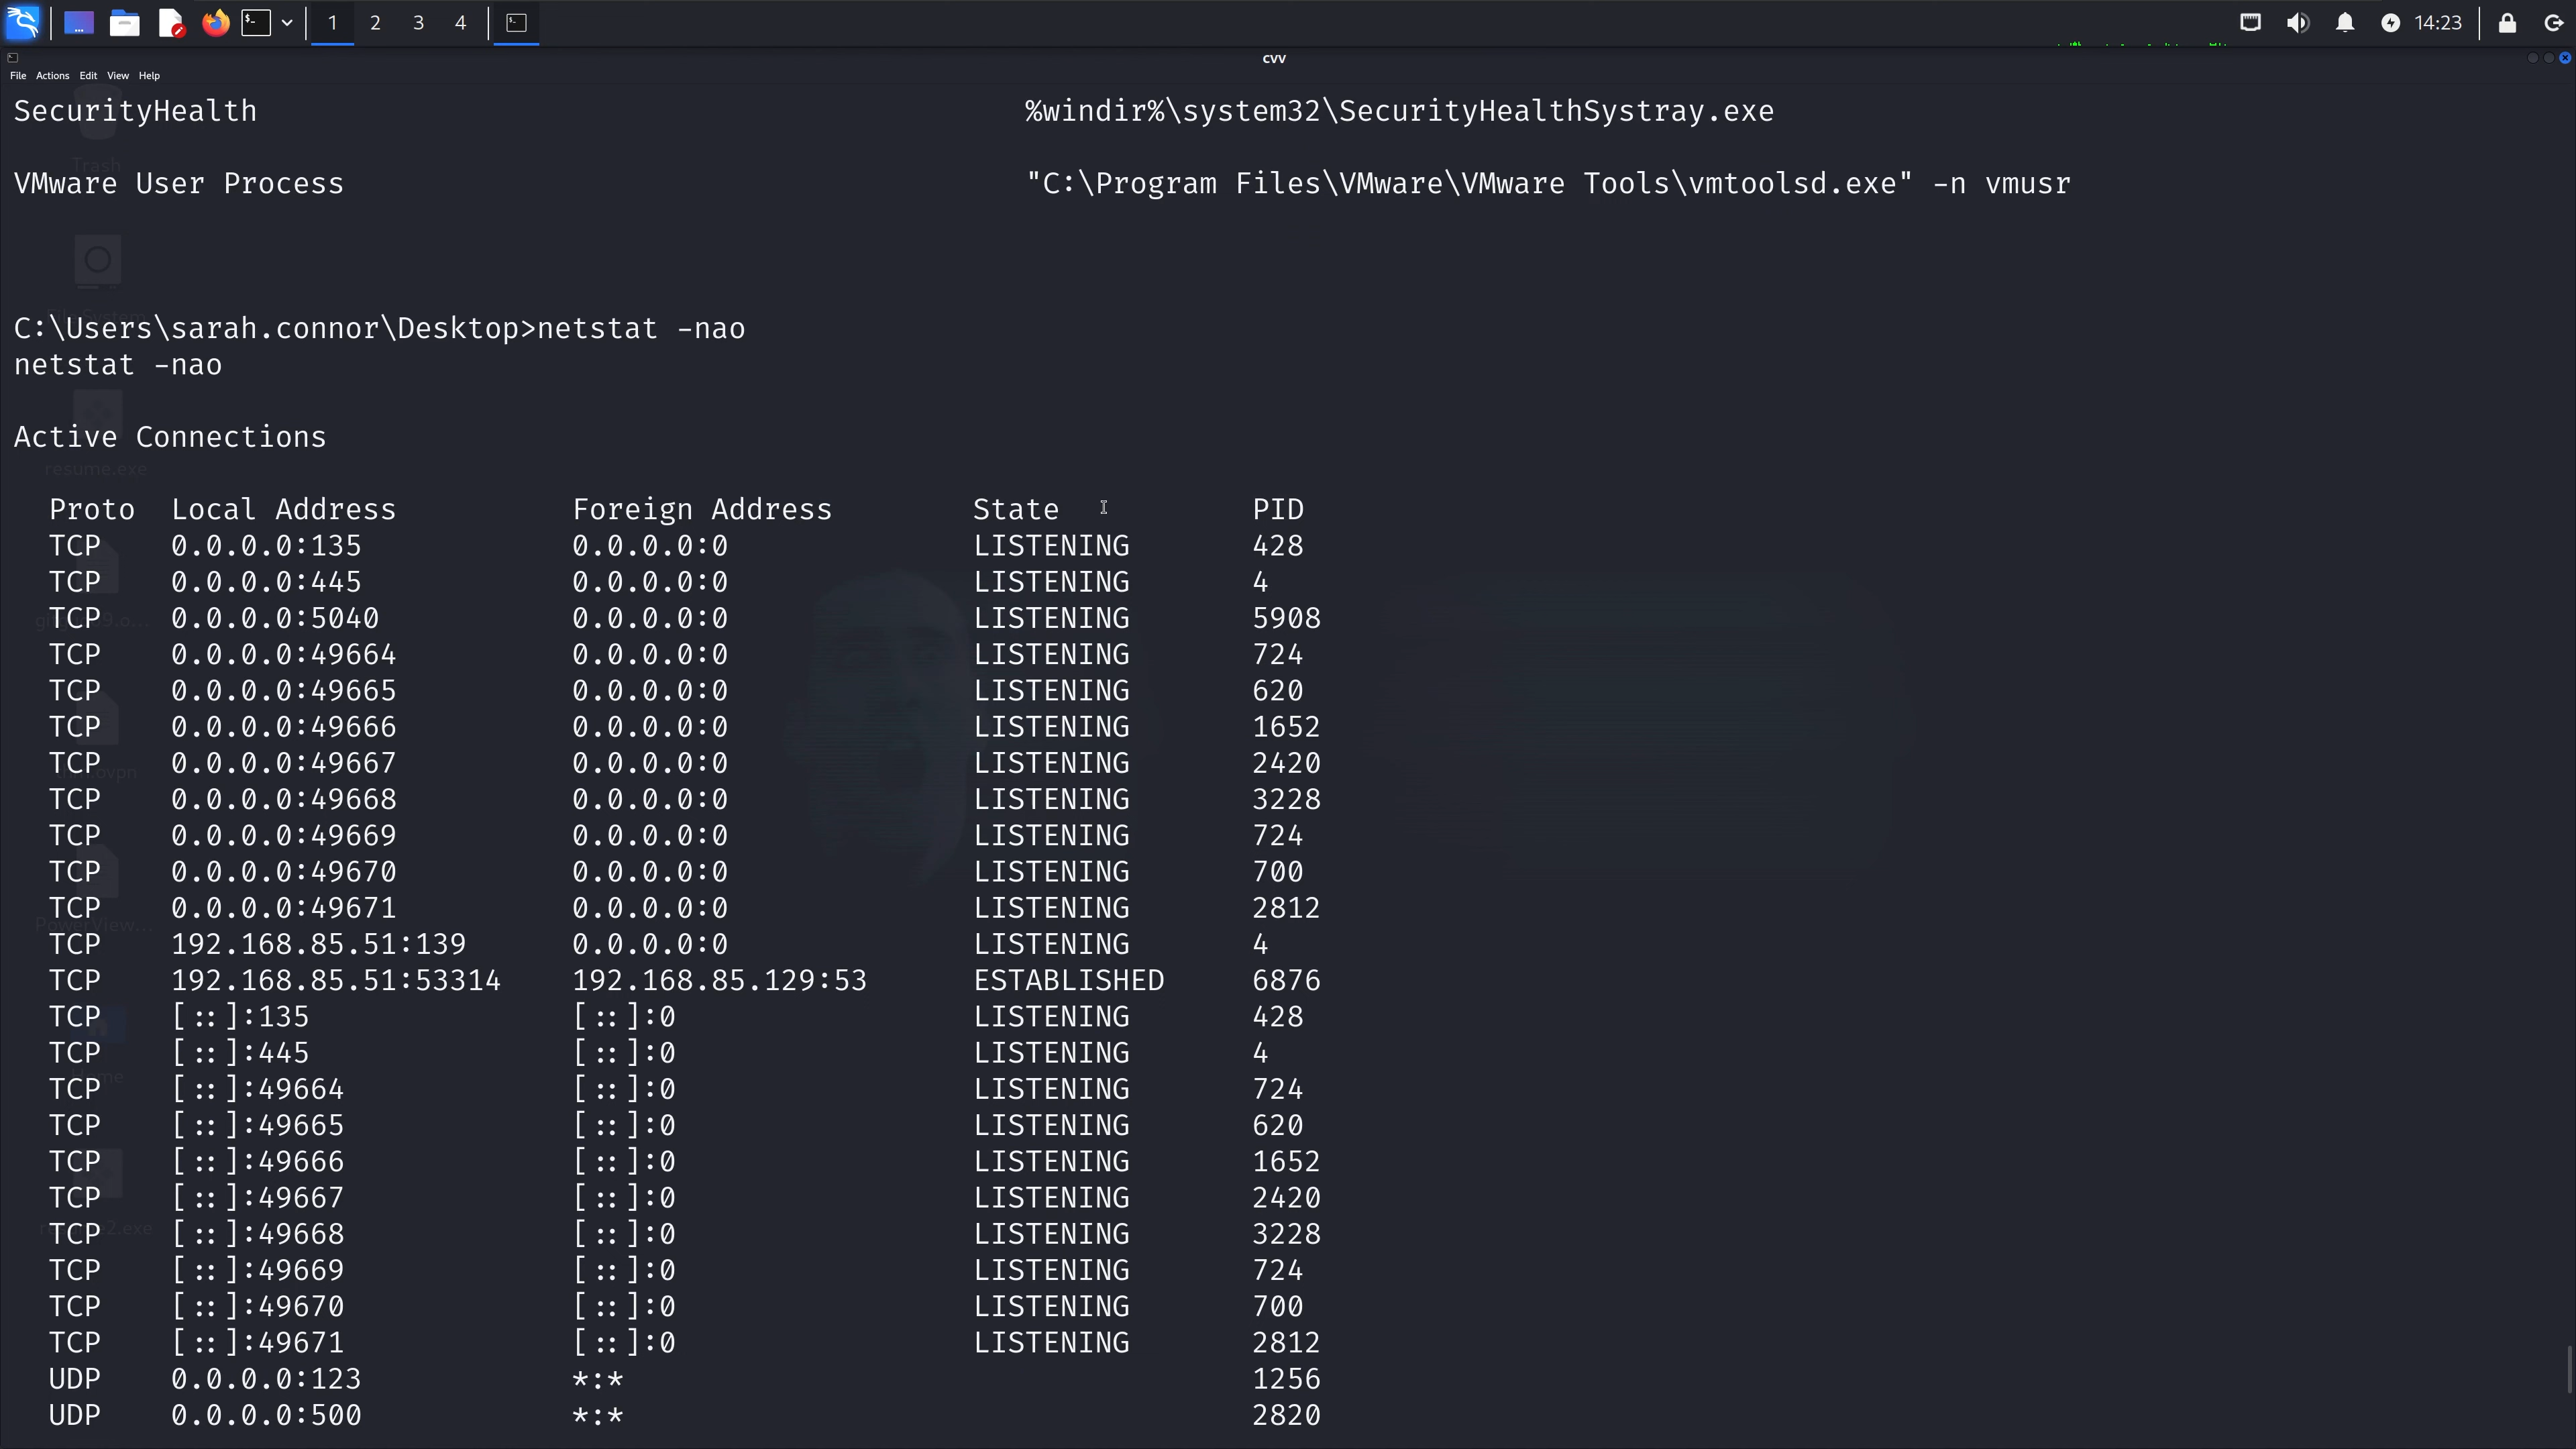 1 2 3 4 14:23
cvv
File Actions Edit View Help
SecurityHealth %windir%\system32\SecurityHealthSystray.exe
Trash
VMware User Process "C:\Program Files\VMware\VMware Tools\vmtoolsd.exe" -n vmusr
C:\Users\sarah.connor\Desktop>netstat -nao
netstat -nao
Active Connections
resume.exe
Proto Local Address Foreign Address State PID
TCP 0.0.0.0:135 0.0.0.0:0 LISTENING 428
TCP 0.0.0.0:445 0.0.0.0:0 LISTENING 4
TCP 0.0.0.0:5040 0.0.0.0:0 LISTENING 5908
TCP 0.0.0.0:49664 0.0.0.0:0 LISTENING 724
TCP 0.0.0.0:49665 0.0.0.0:0 LISTENING 620
TCP 0.0.0.0:49666 0.0.0.0:0 LISTENING 1652
TCP 0.0.0.0:49667 0.0.0.0:0 LISTENING 2420
TCP 0.0.0.0:49668 0.0.0.0:0 LISTENING 3228
TCP 0.0.0.0:49669 0.0.0.0:0 LISTENING 724
TCP 0.0.0.0:49670 0.0.0.0:0 LISTENING 700
TCP 0.0.0.0:49671 0.0.0.0:0 LISTENING 2812
PowerView...
TCP 192.168.85.51:139 0.0.0.0:0 LISTENING 4
TCP 192.168.85.51:53314 192.168.85.129:53 ESTABLISHED 6876
TCP [::]:135 [::]:0 LISTENING 428
TCP [::]:445 [::]:0 LISTENING 4
Home
TCP [::]:49664 [::]:0 LISTENING 724
TCP [::]:49665 [::]:0 LISTENING 620
TCP [::]:49666 [::]:0 LISTENING 1652
TCP [::]:49667 [::]:0 LISTENING 2420
TCP [::]:49668 [::]:0 LISTENING 3228
TCP [::]:49669 [::]:0 LISTENING 724
TCP [::]:49670 [::]:0 LISTENING 700
TCP [::]:49671 [::]:0 LISTENING 2812
UDP 0.0.0.0:123 *:* 1256
UDP 0.0.0.0:500 *:* 2820